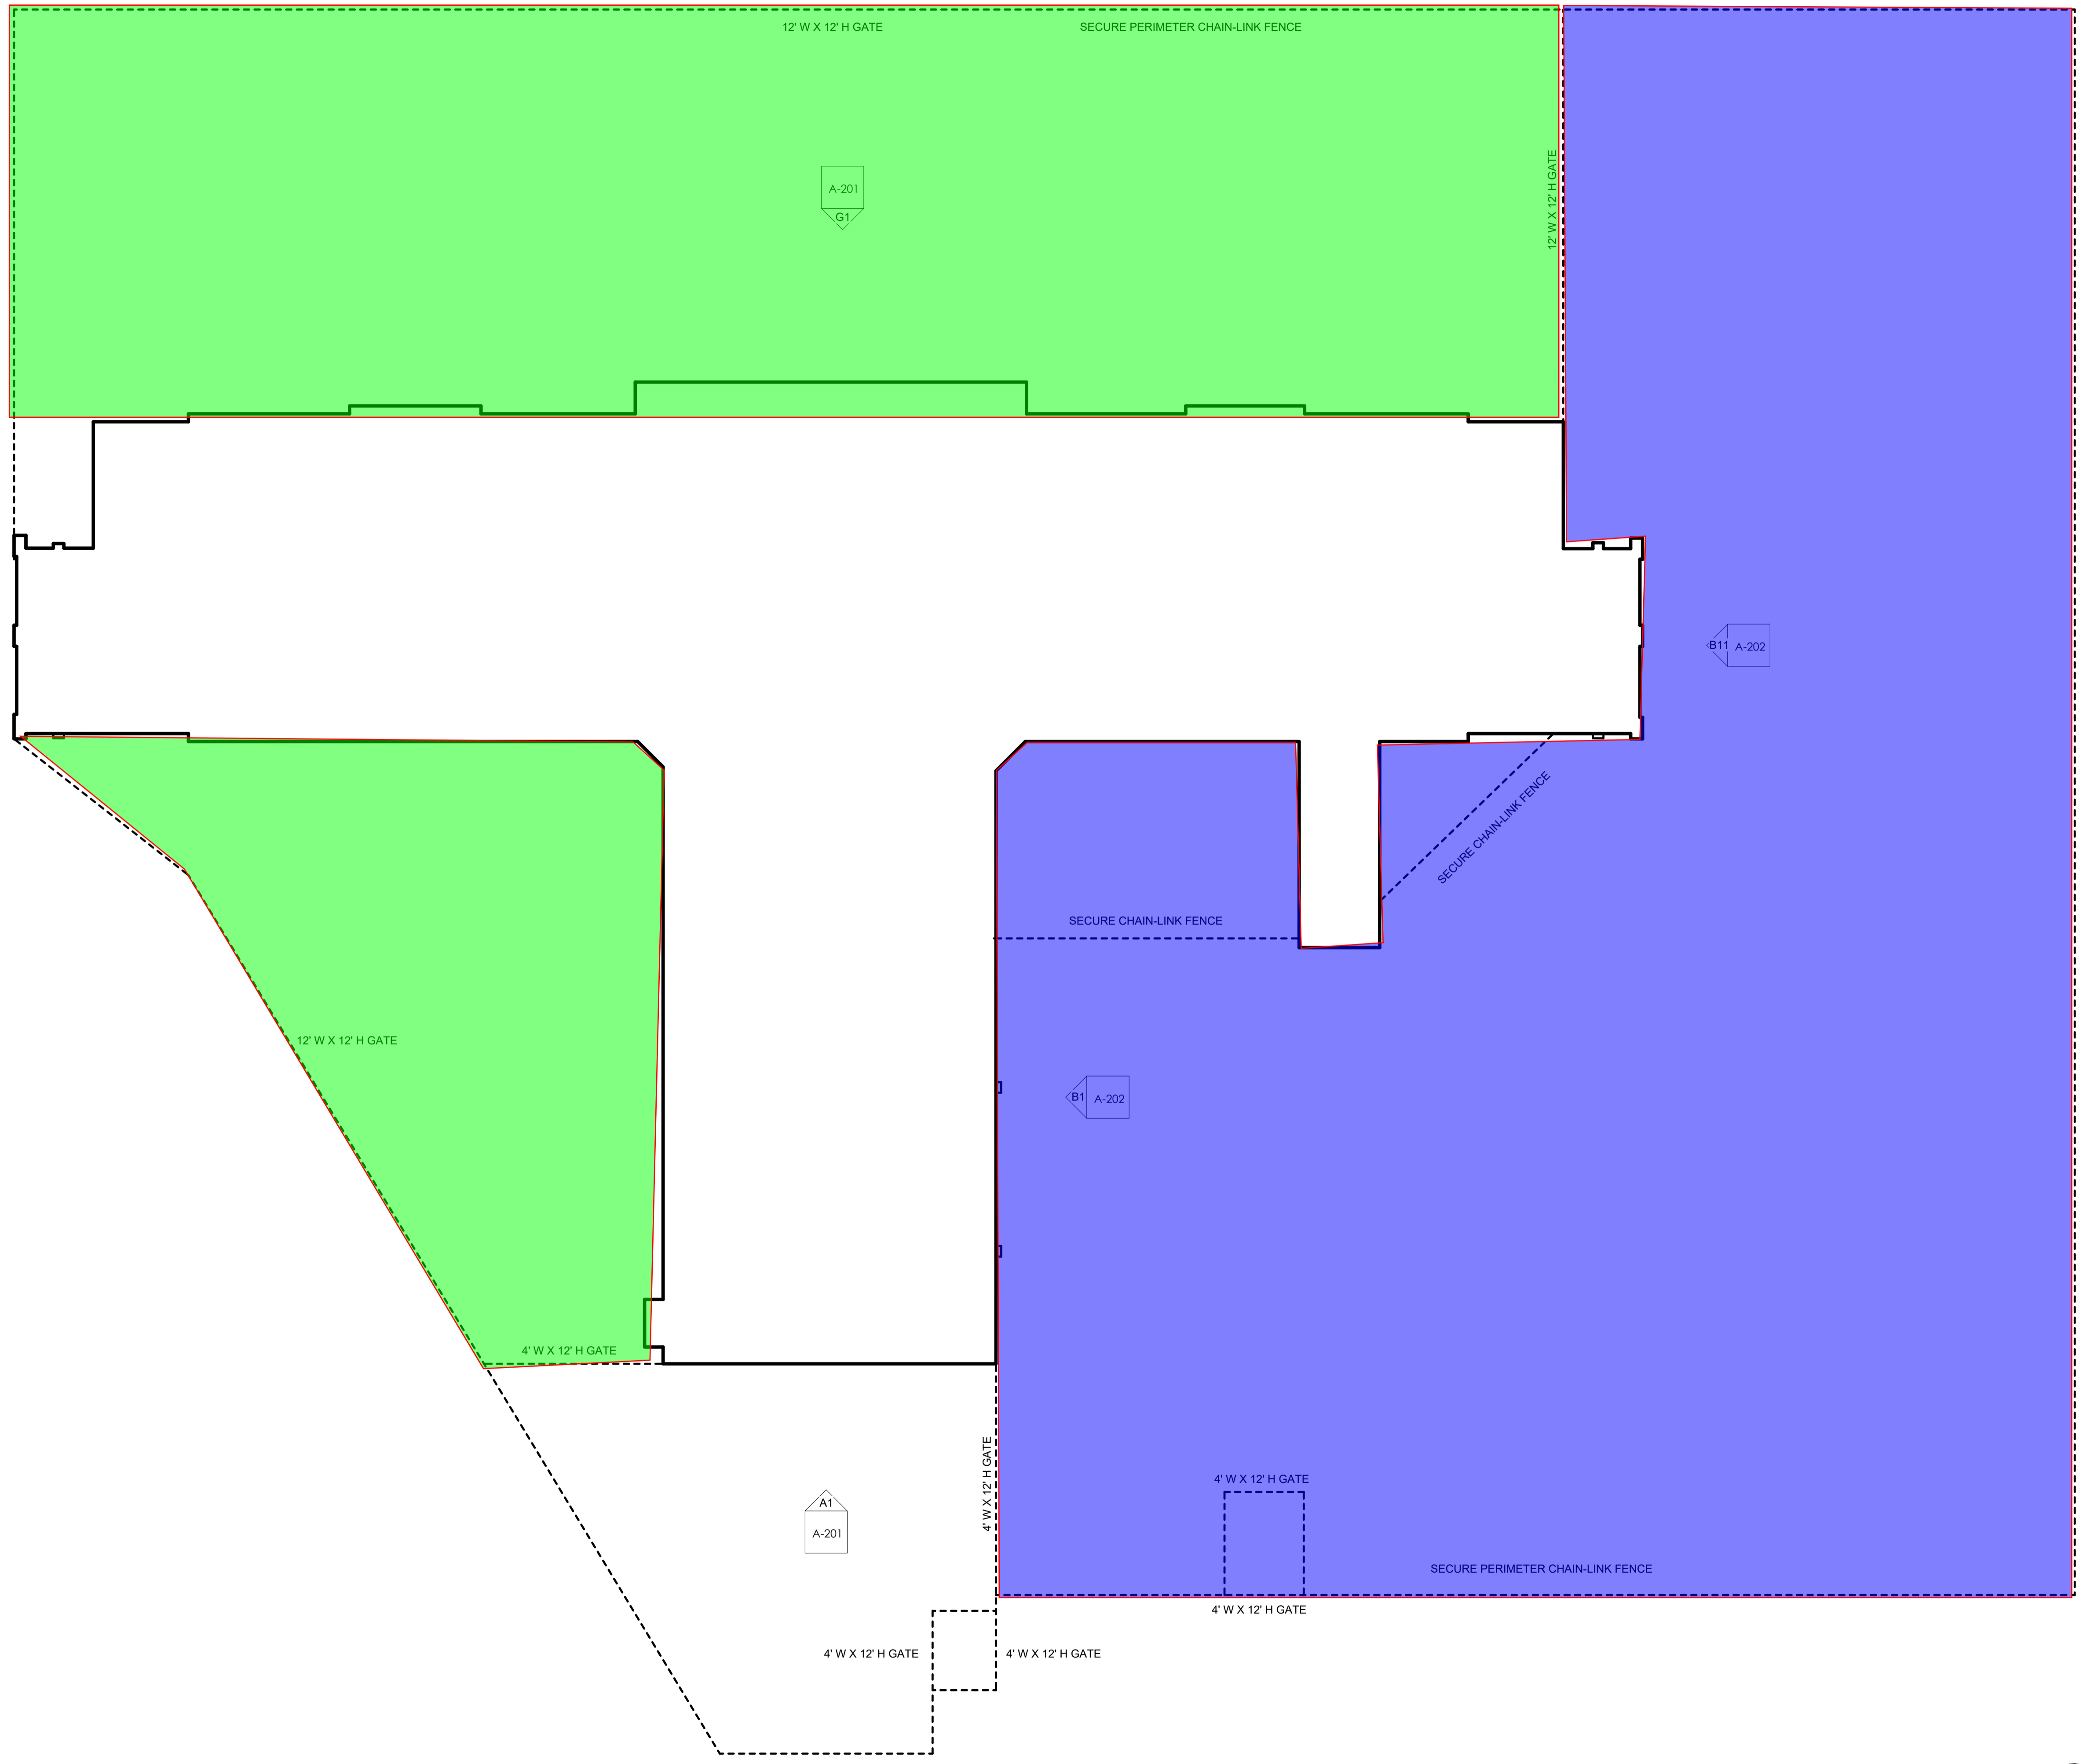 12' W X 12' H GATE
SECURE PERIMETER CHAIN-LINK FENCE
12' W X 12' H GATE
A-201
G1
B11
A-202
SECURE CHAIN-LINK FENCE
SECURE CHAIN-LINK FENCE
12' W X 12' H GATE
B1
A-202
4' W X 12' H GATE
4' W X 12' H GATE
4' W X 12' H GATE
A1
A-201
SECURE PERIMETER CHAIN-LINK FENCE
4' W X 12' H GATE
4' W X 12' H GATE
4' W X 12' H GATE